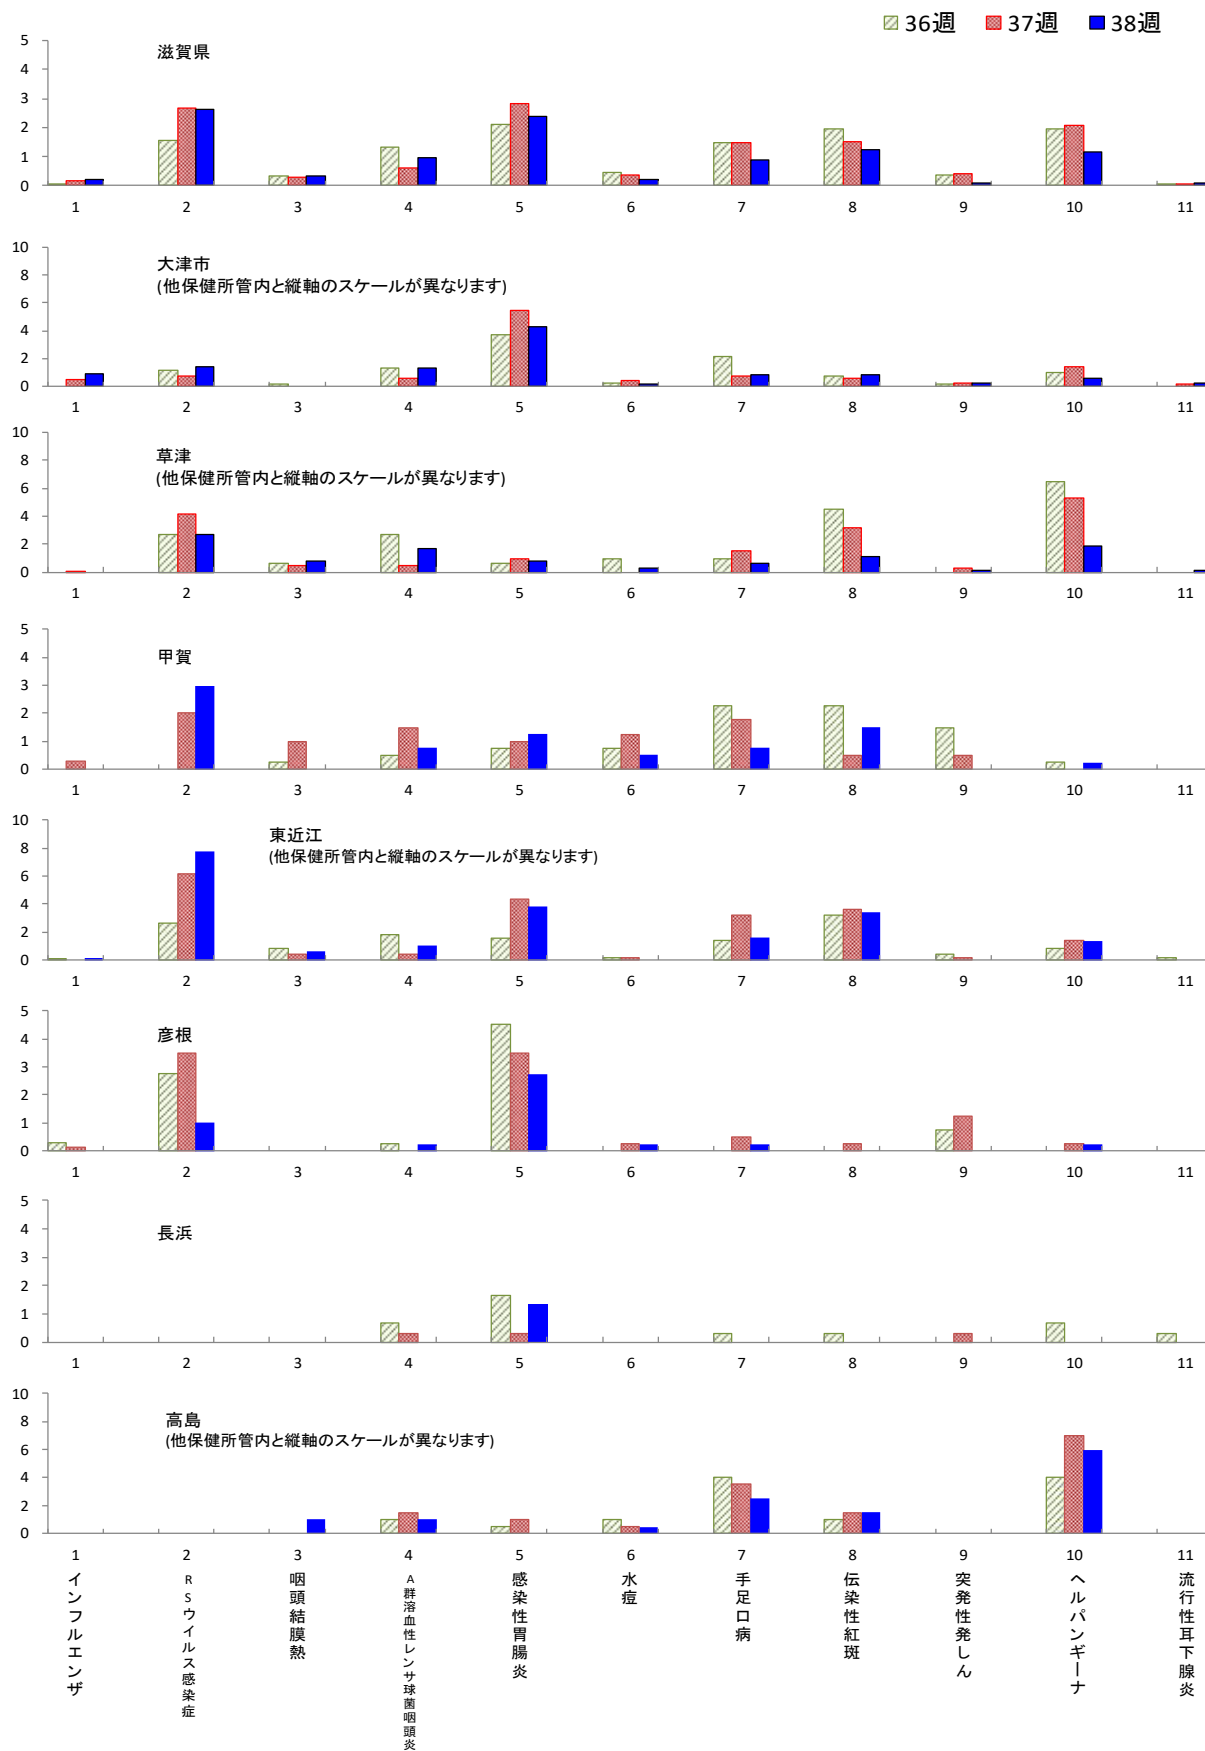 36週 37週 38週
滋賀県
5
4
3
2
1
0
1 2 3 4 5 6 7 8 9 10 11
大津市
(他保健所管内と縦軸のスケールが異なります)
10
8
6
4
2
0
1 2 3 4 5 6 7 8 9 10 11
草津
(他保健所管内と縦軸のスケールが異なります)
10
8
6
4
2
0
1 2 3 4 5 6 7 8 9 10 11
甲賀
5
4
3
2
1
0
1 2 3 4 5 6 7 8 9 10 11
東近江
(他保健所管内と縦軸のスケールが異なります)
10
8
6
4
2
0
1 2 3 4 5 6 7 8 9 10 11
彦根
5
4
3
2
1
0
1 2 3 4 5 6 7 8 9 10 11
長浜
5
4
3
2
1
0
1 2 3 4 5 6 7 8 9 10 11
高島
(他保健所管内と縦軸のスケールが異なります)
10
8
6
4
2
0
1 2 3 4 5 6 7 8 9 10 11
インフルエンザ
RSウイルス感染症
咽頭結膜熱
A群溶血性レンサ球菌咽頭炎
感染性胃腸炎
水痘
手足口病
伝染性紅斑
突発性発しん
ヘルパンギーナ
流行性耳下腺炎